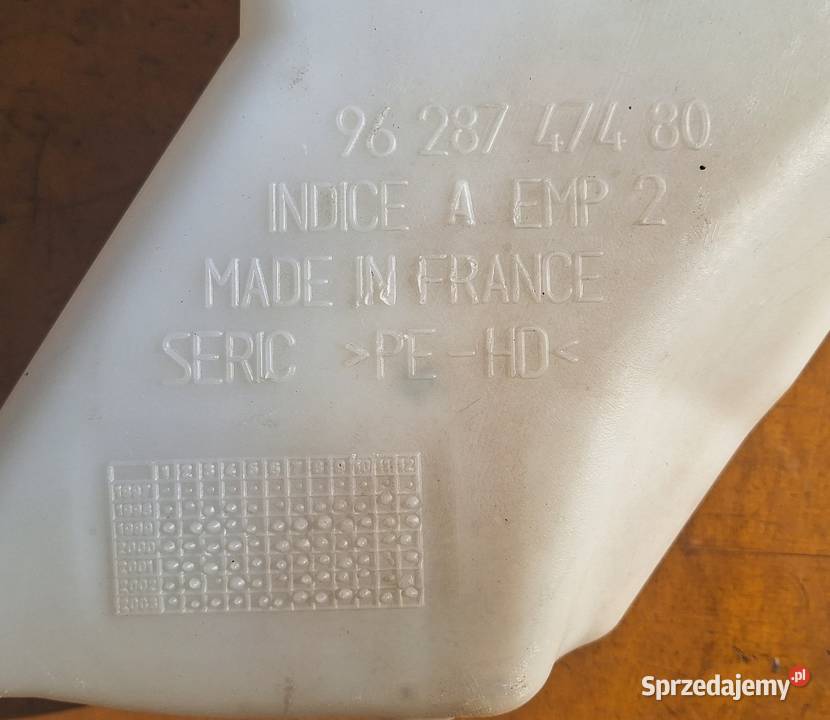 96 287 474 80
INDICE A EMP 2
MADE IN FRANCE
SERIC >PE-HD<
1 2 3 4 5 6 7 8 9 10 11 12
1997
1998
1999
2000
2001
2002
2003
Sprzedajemy.pl